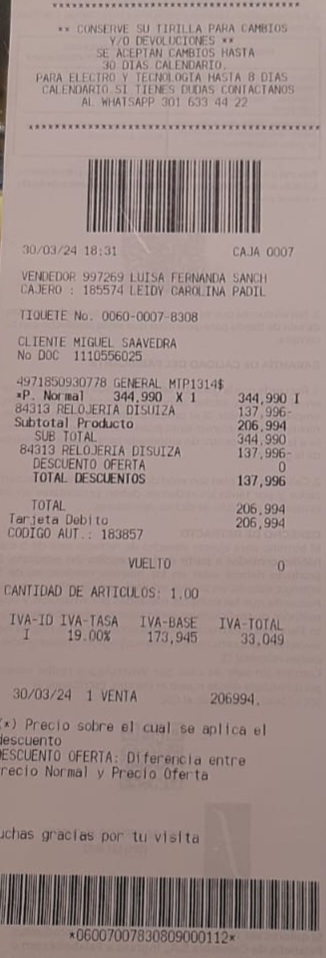 ******************************
** CONSERVE SU TIRILLA PARA CAMBIOS
Y/O DEVOLUCIONES **
SE ACEPTAN CAMBIOS HASTA
30 DIAS CALENDARIO.
PARA ELECTRO Y TECNOLOGIA HASTA 8 DIAS
CALENDARIO.SI TIENES DUDAS CONTACTANOS
AL WHATSAPP 301 633 44 22
************************************
30/03/24 18:31 CAJA 0007
VENDEDOR 997269 LUISA FERNANDA SANCH
CAJERO : 185574 LEIDY CAROLINA PADIL
TIQUETE No. 0060-0007-8308
CLIENTE MIGUEL SAAVEDRA
No DOC 1110556025
4971850930778 GENERAL MTP1314$
*P. Normal 344,990 X 1 344,990 I
84313 RELOJERIA DISUIZA 137,996-
Subtotal Producto 206,994
SUB TOTAL 344,990
84313 RELOJERIA DISUIZA 137,996-
DESCUENTO OFERTA 0
TOTAL DESCUENTOS 137,996
TOTAL 206,994
Tarjeta Debito 206,994
CODIGO AUT.: 183857
VUELTO 0
CANTIDAD DE ARTICULOS: 1.00
IVA-ID IVA-TASA IVA-BASE IVA-TOTAL
I 19.00% 173,945 33,049
30/03/24 1 VENTA 206994.
(*) Precio sobre el cual se aplica el
descuento
DESCUENTO OFERTA: Diferencia entre
recio Normal y Precio Oferta
uchas gracias por tu visita
*06007007830809000112*